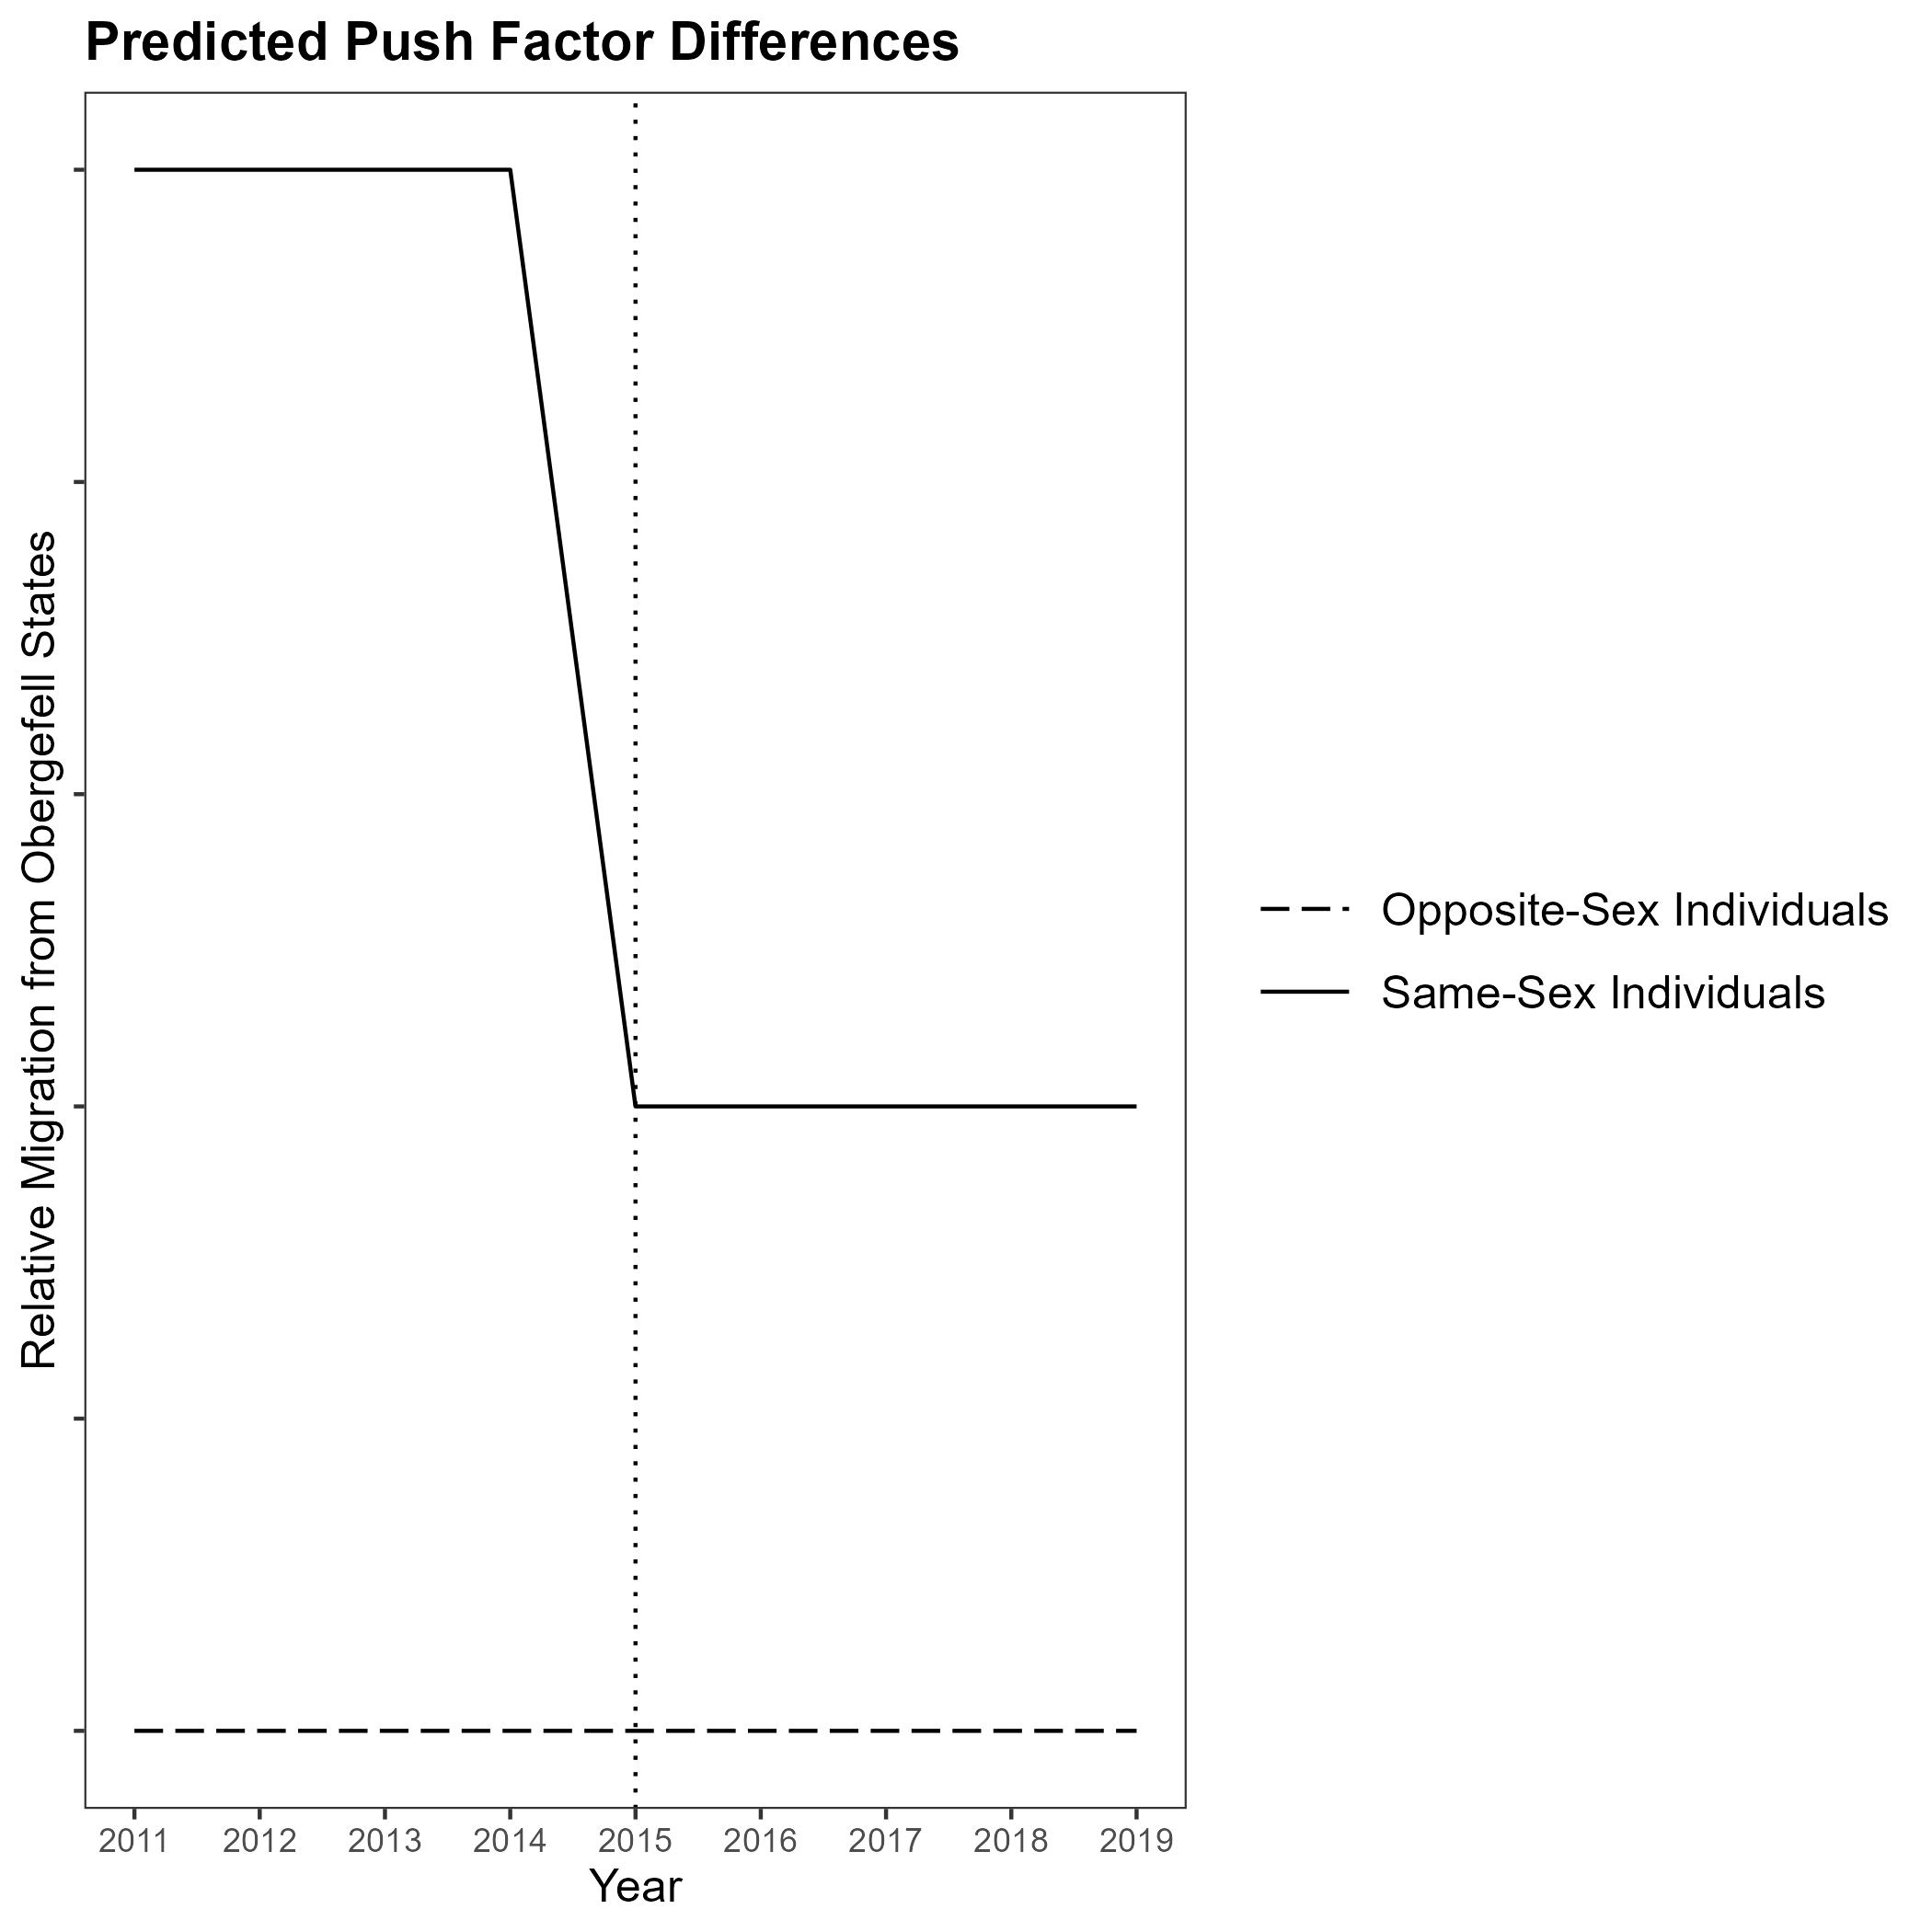 Predicted Push Factor Differences
Relative Migration from Obergefell States
Opposite-Sex Individuals
Same-Sex Individuals
2011 2012 2013 2014 2015 2016 2017 2018 2019
Year